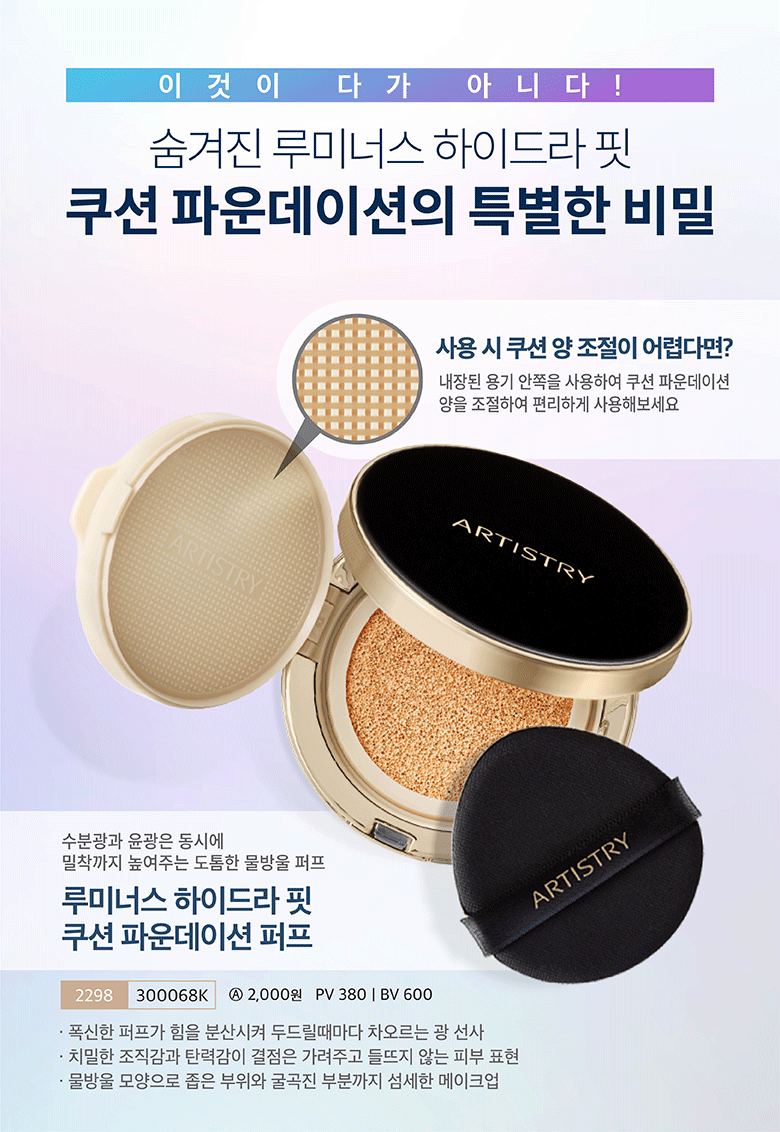 이것이 다가 아니다!
숨겨진 루미너스 하이드라 핏
쿠션 파운데이션의 특별한 비밀
사용 시 쿠션 양 조절이 어렵다면?
내장된 용기 안쪽을 사용하여 쿠션 파운데이션
양을 조절하여 편리하게 사용해보세요
ARTISTRY
ARTISTRY
ARTISTRY
수분광과 윤광은 동시에
밀착까지 높여주는 도톰한 물방울 퍼프
루미너스 하이드라 핏
쿠션 파운데이션 퍼프
2298 300068K Ⓐ 2,000원 PV 380 | BV 600
· 폭신한 퍼프가 힘을 분산시켜 두드릴때마다 차오르는 광 선사
· 치밀한 조직감과 탄력감이 결점은 가려주고 들뜨지 않는 피부 표현
· 물방울 모양으로 좁은 부위와 굴곡진 부분까지 섬세한 메이크업